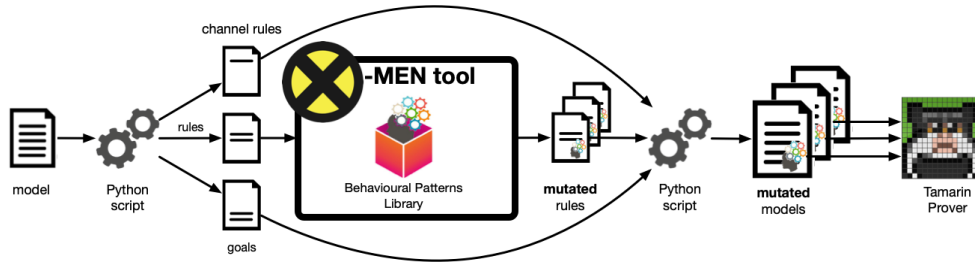 channel rules
-MEN tool
rules
model
Python
script
Behavioural Patterns
Library
mutated
rules
Python
script
mutated
models
Tamarin
Prover
goals